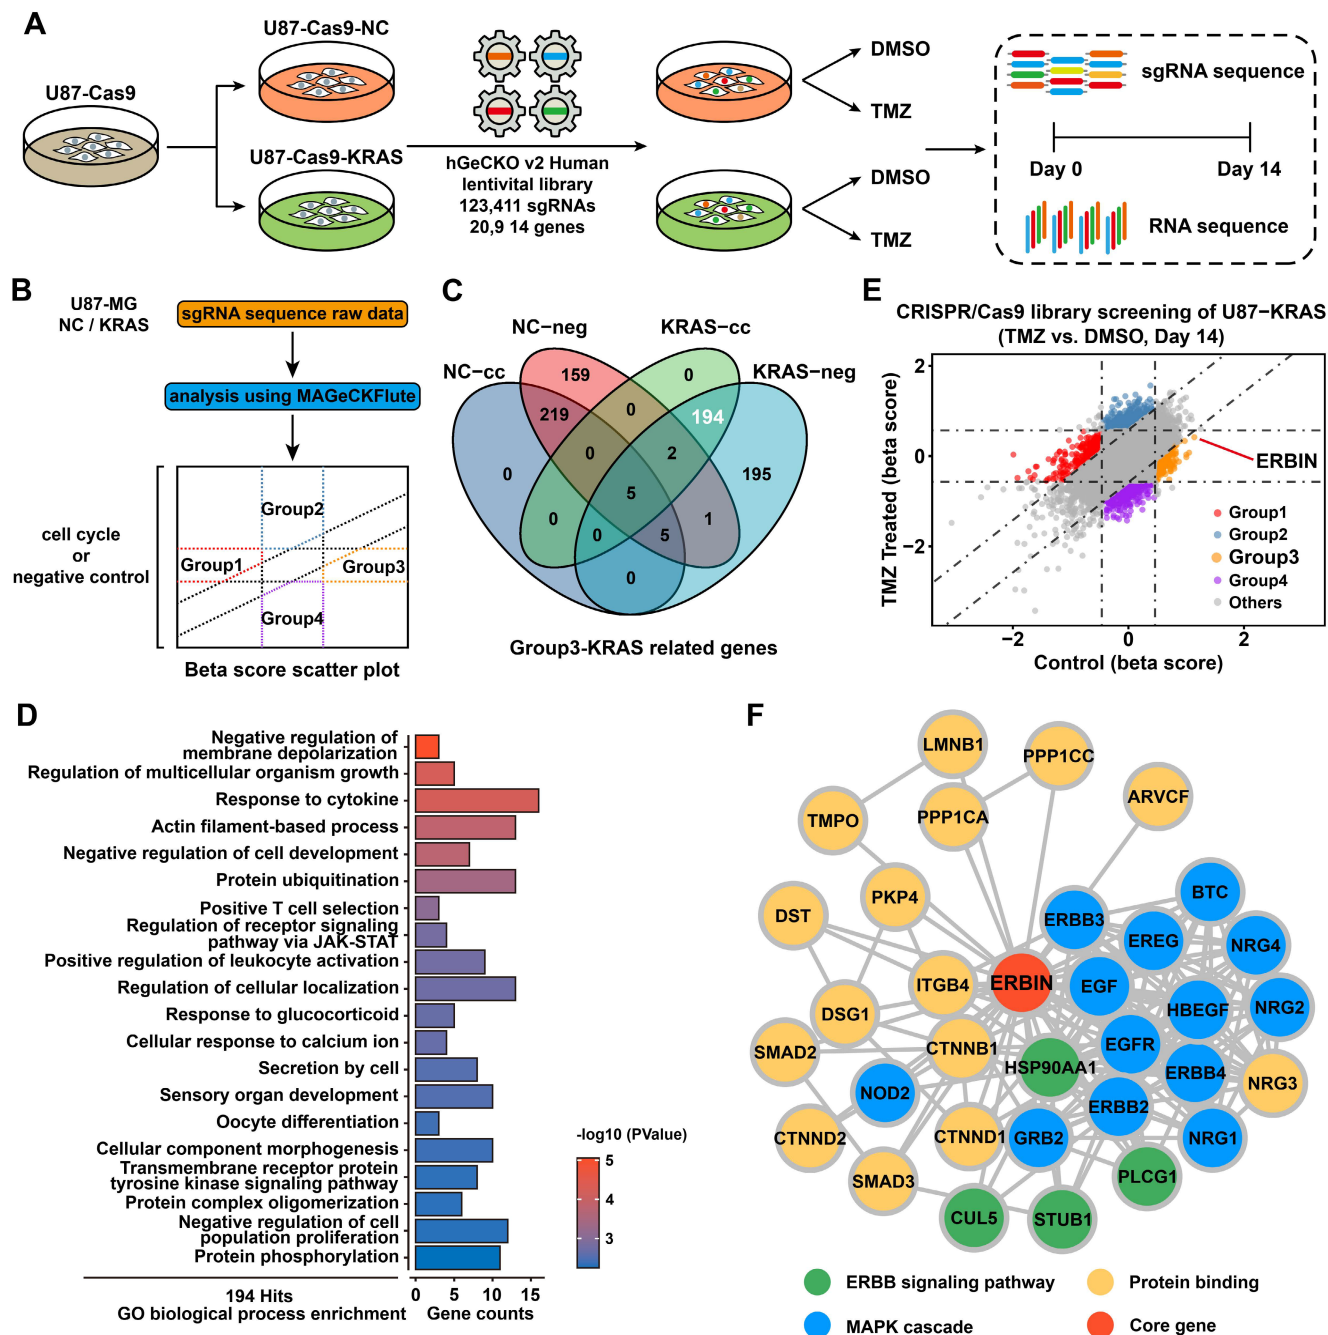 A
U87-Cas9
U87-Cas9-NC
U87-Cas9-KRAS
hGeCKO v2 Human
lentivital library
123,411 sgRNAs
20,9 14 genes
DMSO
TMZ
DMSO
TMZ
sgRNA sequence
Day 0
Day 14
RNA sequence
B
U87-MG
NC / KRAS
sgRNA sequence raw data
analysis using MAGeCKFlute
cell cycle
or
negative control
Group2
Group1
Group3
Group4
Beta score scatter plot
C
NC-cc
NC-neg
KRAS-cc
KRAS-neg
159
0
219
0
194
0
0
2
195
5
0
0
5
1
0
Group3-KRAS related genes
E
CRISPR/Cas9 library screening of U87-KRAS
(TMZ vs. DMSO, Day 14)
TMZ Treated (beta score)
2
0
-2
ERBIN
Group1
Group2
Group3
Group4
Others
-2
0
2
Control (beta score)
D
Negative regulation of
membrane depolarization
Regulation of multicellular organism growth
Response to cytokine
Actin filament-based process
Negative regulation of cell development
Protein ubiquitination
Positive T cell selection
Regulation of receptor signaling
pathway via JAK-STAT
Positive regulation of leukocyte activation
Regulation of cellular localization
Response to glucocorticoid
Cellular response to calcium ion
Secretion by cell
Sensory organ development
Oocyte differentiation
Cellular component morphogenesis
Transmembrane receptor protein
tyrosine kinase signaling pathway
Protein complex oligomerization
Negative regulation of cell
population proliferation
Protein phosphorylation
194 Hits
GO biological process enrichment
0
5
10
15
Gene counts
-log10 (PValue)
5
4
3
F
LMNB1
PPP1CC
ARVCF
TMPO
PPP1CA
PKP4
DST
ERBB3
BTC
EREG
NRG4
ITGB4
ERBIN
EGF
HBEGF
NRG2
DSG1
SMAD2
CTNNB1
HSP90AA1
EGFR
ERBB4
NRG3
NOD2
ERBB2
CTNND2
CTNND1
GRB2
NRG1
SMAD3
PLCG1
CUL5
STUB1
ERBB signaling pathway
Protein binding
MAPK cascade
Core gene